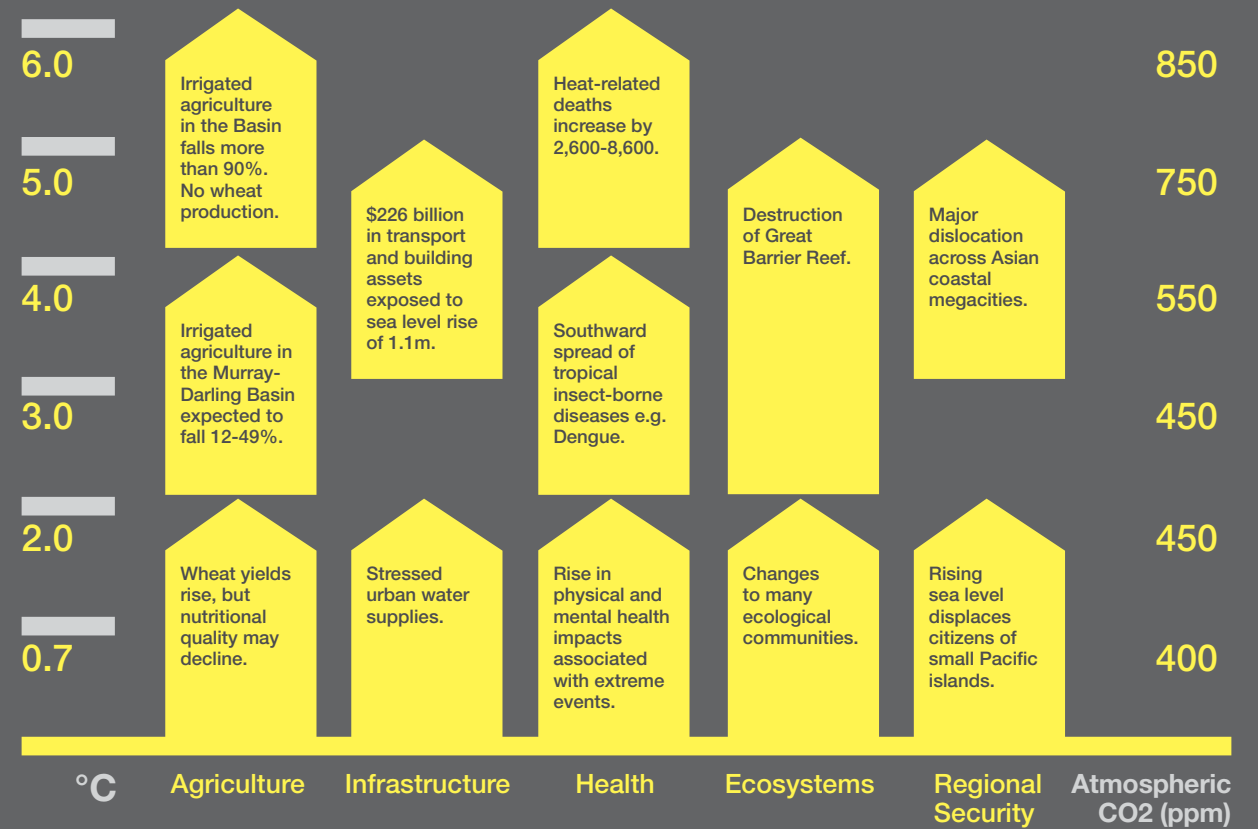 6.0
5.0
4.0
3.0
2.0
0.7
°C
Irrigated
agriculture
in the Basin
falls more
than 90%.
No wheat
production.
Irrigated
agriculture in
the Murray-
Darling Basin
expected to
fall 12-49%.
Wheat yields
rise, but
nutritional
quality may
decline.
Agriculture
$226 billion
in transport
and building
assets
exposed to
sea level rise
of 1.1m.
Stressed
urban water
supplies.
Infrastructure
Heat-related
deaths
increase by
2,600-8,600.
Southward
spread of
tropical
insect-borne
diseases e.g.
Dengue.
Rise in
physical and
mental health
impacts
associated
with extreme
events.
Health
Destruction
of Great
Barrier Reef.
Changes
to many
ecological
communities.
Ecosystems
Major
dislocation
across Asian
coastal
megacities.
Rising
sea level
displaces
citizens of
small Pacific
islands.
Regional
Security
850
750
550
450
450
400
Atmospheric
CO2 (ppm)